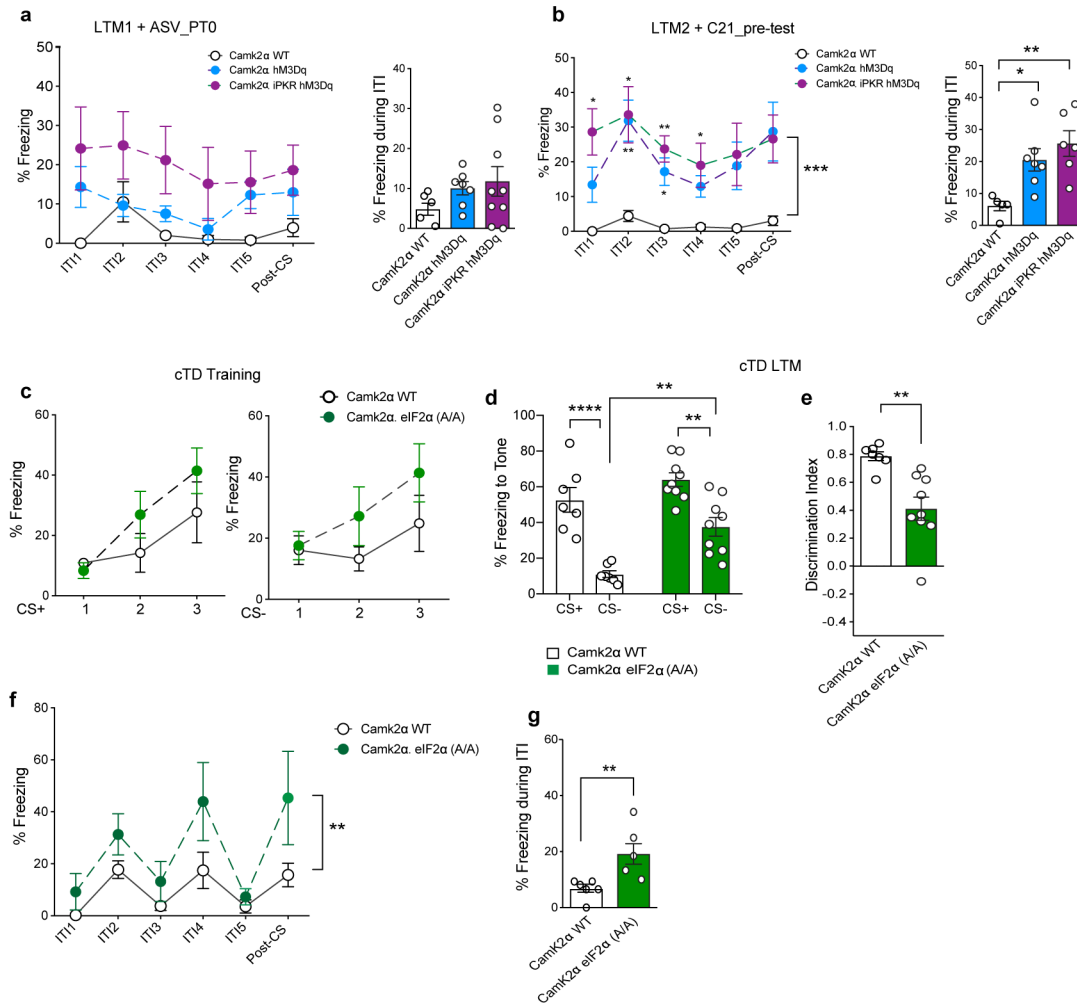 a
LTM1 + ASV_PT0
Camk2α WT
Camk2α hM3Dq
Camk2α iPKR hM3Dq
% Freezing
50
40
30
20
10
0
ITI1
ITI2
ITI3
ITI4
ITI5
Post-CS
% Freezing during ITI
40
30
20
10
0
CamK2α WT
CamK2α hM3Dq
CamK2α iPKR hM3Dq
b
LTM2 + C21_pre-test
Camk2α WT
Camk2α hM3Dq
Camk2α iPKR hM3Dq
% Freezing
50
40
30
20
10
0
*
*
**
**
*
*
***
ITI1
ITI2
ITI3
ITI4
ITI5
Post-CS
% Freezing during ITI
50
40
30
20
10
0
**
*
CamK2α WT
CamK2α hM3Dq
CamK2α iPKR hM3Dq
c
cTD Training
Camk2α WT
Camk2α. eIF2α (A/A)
% Freezing
60
40
20
0
CS+
1
2
3
% Freezing
60
40
20
0
CS-
1
2
3
cTD LTM
d
% Freezing to Tone
100
80
60
40
20
0
****
**
**
CS+
CS-
CS+
CS-
Camk2α WT
Camk2α eIF2α (A/A)
e
Discrimination Index
1.0
0.8
0.6
0.4
0.2
0.0
-0.2
-0.4
**
CamK2α WT
CamK2α eIF2α (A/A)
f
Camk2α WT
Camk2α. eIF2α (A/A)
% Freezing
80
60
40
20
0
**
ITI1
ITI2
ITI3
ITI4
ITI5
Post-CS
g
% Freezing during ITI
60
40
20
0
**
CamK2α WT
CamK2α eIF2α (A/A)